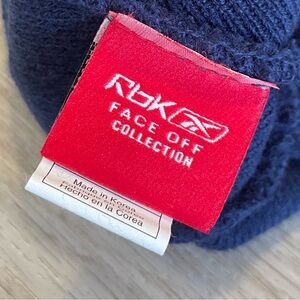 Rbk
FACE OFF
COLLECTION
Made in Korea
Hecho en la Corea